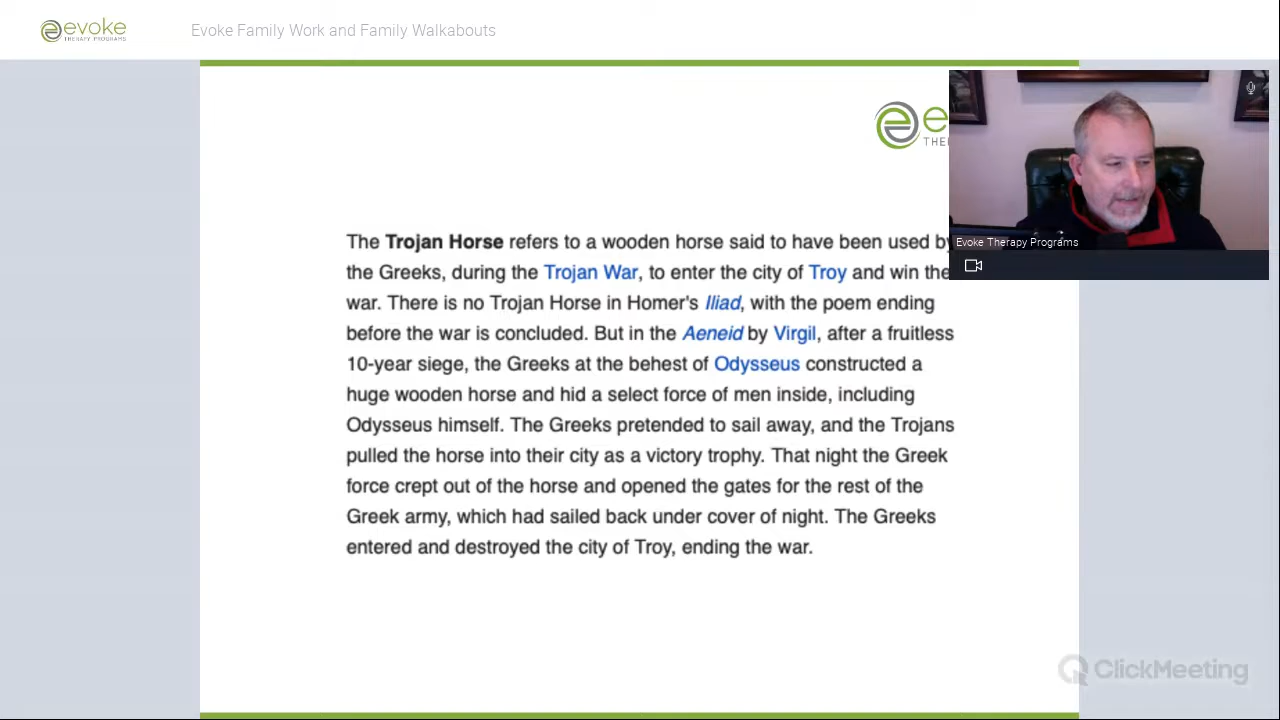 evoke
THERAPY PROGRAMS
Evoke Family Work and Family Walkabouts
e
THE
Evoke Therapy Programs
The Trojan Horse refers to a wooden horse said to have been used by
the Greeks, during the Trojan War, to enter the city of Troy and win the
war. There is no Trojan Horse in Homer's Iliad, with the poem ending
before the war is concluded. But in the Aeneid by Virgil, after a fruitless
10-year siege, the Greeks at the behest of Odysseus constructed a
huge wooden horse and hid a select force of men inside, including
Odysseus himself. The Greeks pretended to sail away, and the Trojans
pulled the horse into their city as a victory trophy. That night the Greek
force crept out of the horse and opened the gates for the rest of the
Greek army, which had sailed back under cover of night. The Greeks
entered and destroyed the city of Troy, ending the war.
ClickMeeting